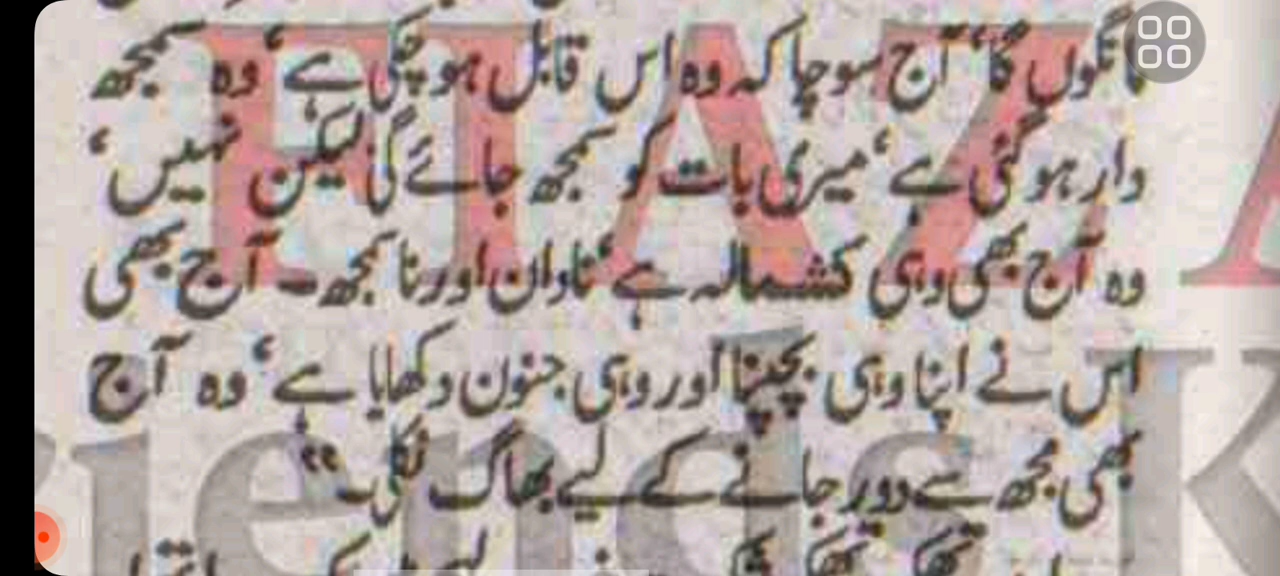 مانگوں گا‘ آج سوچا کہ وہ اس قابل ہو چکی ہے‘ وہ سمجھ
دار ہو گئی ہے‘ میری بات کو سمجھ جائے گی لیکن نہیں‘
وہ آج بھی وہی کشمالہ ہے‘ نادان اور نا سمجھ۔ آج بھی
اس نے اپنا وہی بچپنا اور وہی جنون دکھایا ہے‘ وہ آج
بھی مجھ سے دور جانے کے لیے بھاگ نکلی۔“